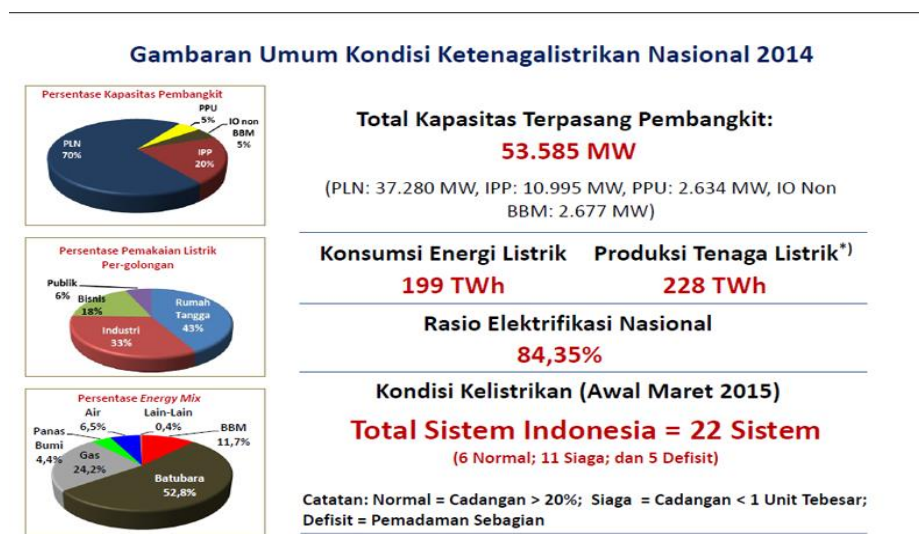 Gambaran Umum Kondisi Ketenagalistrikan Nasional 2014
Persentase Kapasitas Pembangkit
PPU
5%
IO non
BBM
5%
PLN
70%
IPP
20%
Total Kapasitas Terpasang Pembangkit:
53.585 MW
(PLN: 37.280 MW, IPP: 10.995 MW, PPU: 2.634 MW, IO Non
BBM: 2.677 MW)
Persentase Pemakaian Listrik
Per-golongan
Publik
6%
Bisnis
18%
Rumah
Tangga
43%
Industri
33%
Konsumsi Energi Listrik
199 TWh
Produksi Tenaga Listrik*)
228 TWh
Rasio Elektrifikasi Nasional
84,35%
Persentase Energy Mix
Air
6,5%
Lain-Lain
0,4%
BBM
11,7%
Panas
Bumi
4,4%
Gas
24,2%
Batubara
52,8%
Kondisi Kelistrikan (Awal Maret 2015)
Total Sistem Indonesia = 22 Sistem
(6 Normal; 11 Siaga; dan 5 Defisit)
Catatan: Normal = Cadangan > 20%; Siaga = Cadangan < 1 Unit Tebesar;
Defisit = Pemadaman Sebagian